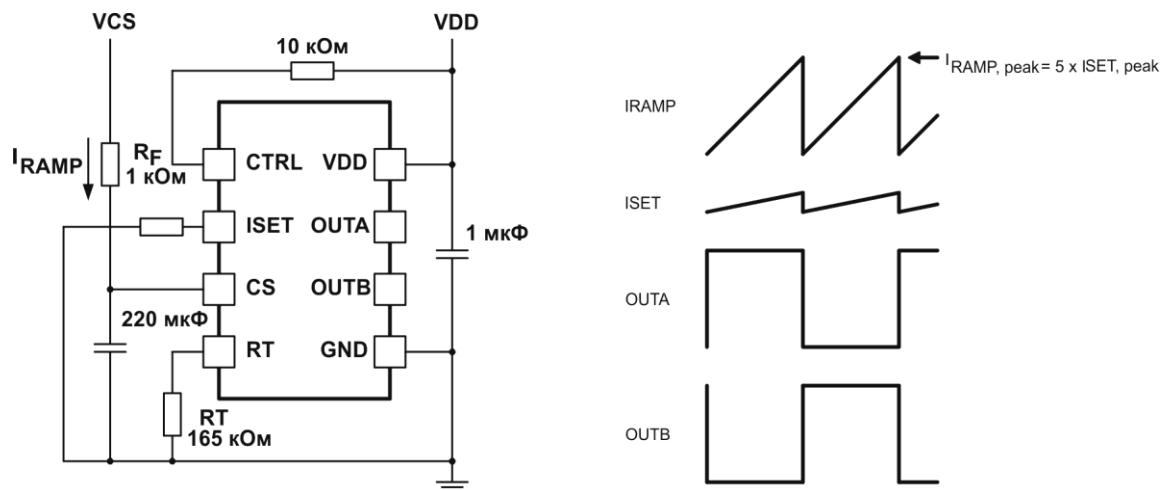 VCS
VDD
10 кОм
IRAMP
RF
1 кОм
CTRL
VDD
ISET
OUTA
1 мкФ
CS
OUTB
220 мкФ
RT
GND
RT
165 кОм
IRAMP, peak= 5 x ISET, peak
IRAMP
ISET
OUTA
OUTB